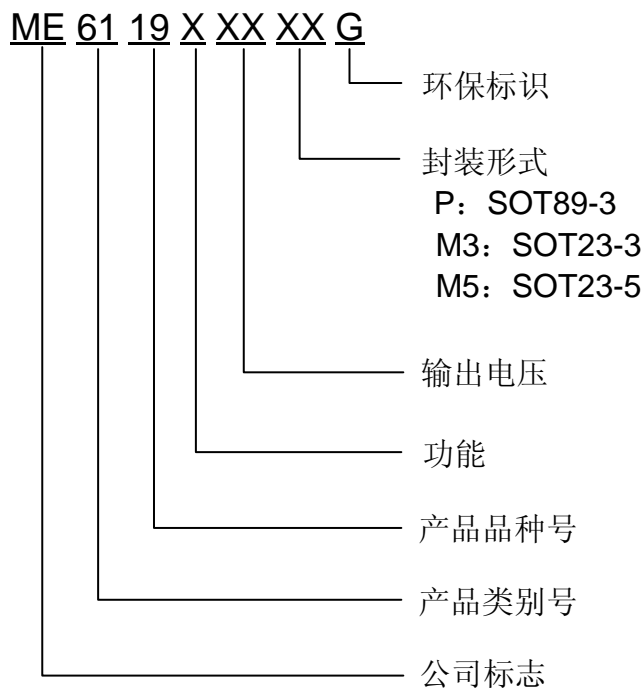 ME 61 19 X XX XX G
环保标识
封装形式
P：SOT89-3
M3：SOT23-3
M5：SOT23-5
输出电压
功能
产品品种号
产品类别号
公司标志